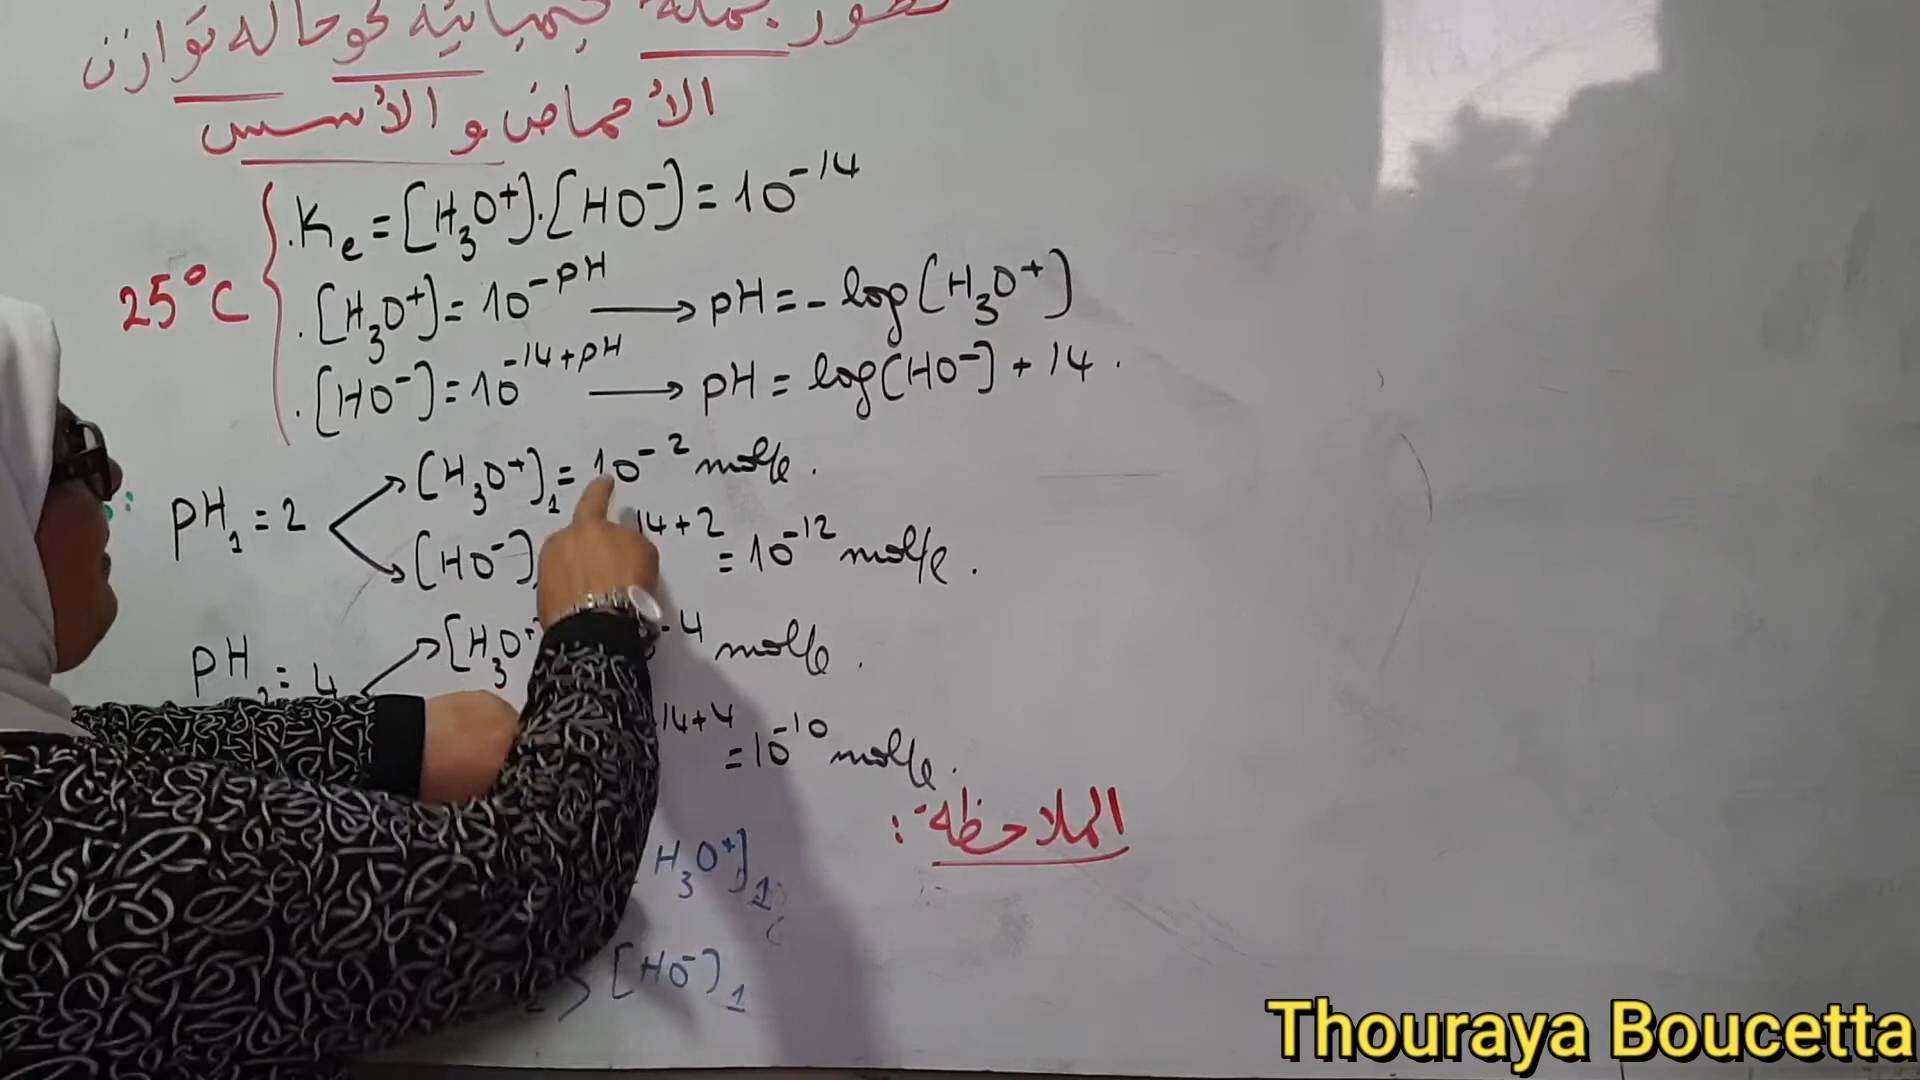 تطور جملة كيميائية نحو حالة توازن
الأحماض و الأسس
25°C
. Ke = [H₃O⁺].[HO⁻] = 10⁻¹⁴
. [H₃O⁺] = 10⁻ᵖᴴ → pH = - log[H₃O⁺]
. [HO⁻] = 10⁻¹⁴⁺ᵖᴴ → pH = log[HO⁻] + 14 .
pH₁ = 2
[H₃O⁺]₁ = 10⁻² mol/l .
[HO⁻] 14+2 = 10⁻¹² mol/l .
pH₂ = 4
[H₃O⁺ -4 mol/l .
14+4 = 10⁻¹⁰ mol/l .
الملاحظة :
H₃O⁺]₁
> [HO⁻]₁
Thouraya Boucetta